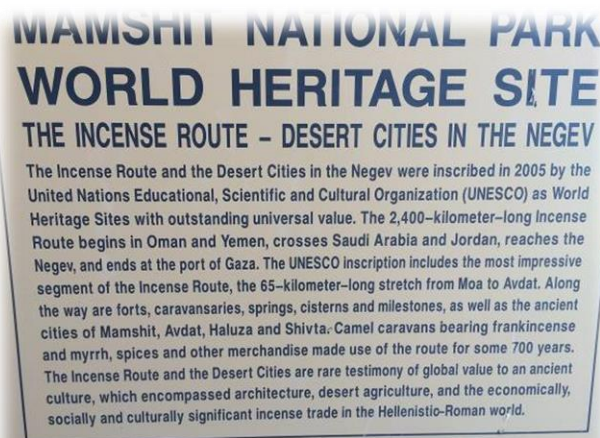 MAMSHIT NATIONAL PARK
WORLD HERITAGE SITE
THE INCENSE ROUTE – DESERT CITIES IN THE NEGEV
The Incense Route and the Desert Cities in the Negev were inscribed in 2005 by the
United Nations Educational, Scientific and Cultural Organization (UNESCO) as World
Heritage Sites with outstanding universal value. The 2,400–kilometer–long Incense
Route begins in Oman and Yemen, crosses Saudi Arabia and Jordan, reaches the
Negev, and ends at the port of Gaza. The UNESCO inscription includes the most impressive
segment of the Incense Route, the 65–kilometer–long stretch from Moa to Avdat. Along
the way are forts, caravansaries, springs, cisterns and milestones, as well as the ancient
cities of Mamshit, Avdat, Haluza and Shivta. Camel caravans bearing frankincense
and myrrh, spices and other merchandise made use of the route for some 700 years.
The Incense Route and the Desert Cities are rare testimony of global value to an ancient
culture, which encompassed architecture, desert agriculture, and the economically,
socially and culturally significant incense trade in the Hellenistio-Roman world.